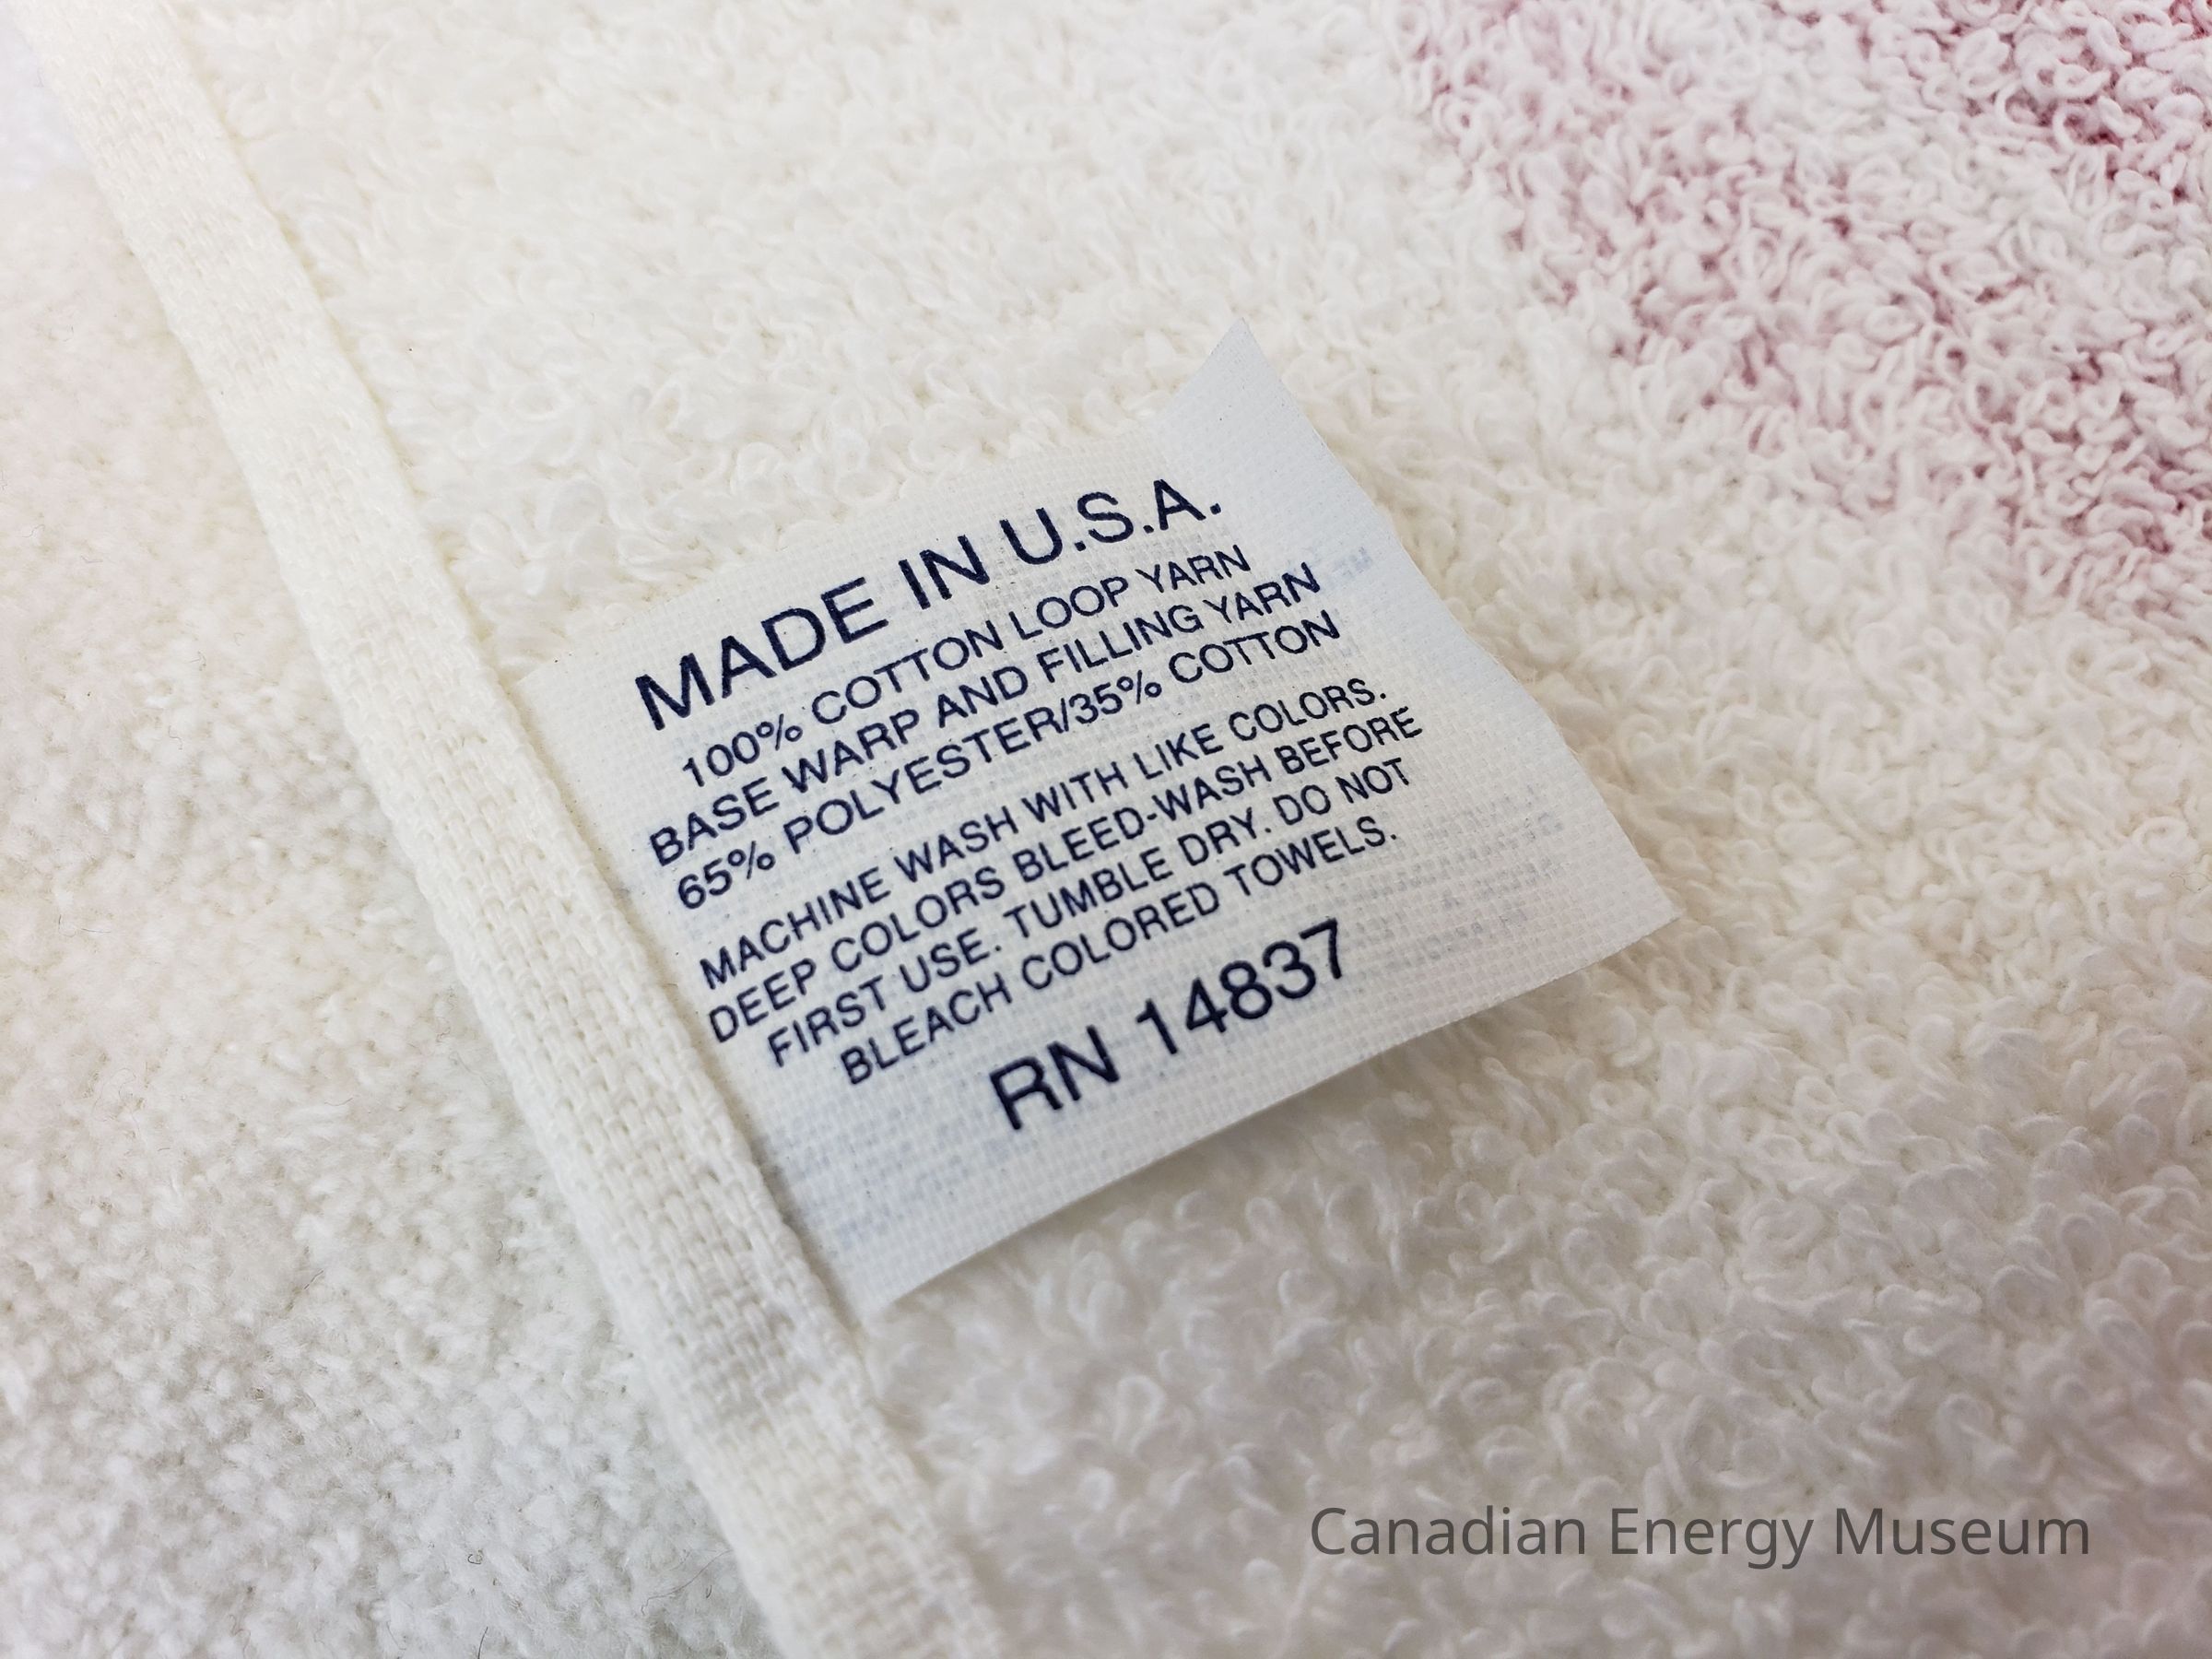 MADE IN U.S.A.
100% COTTON LOOP YARN
BASE WARP AND FILLING YARN
65% POLYESTER/35% COTTON
MACHINE WASH WITH LIKE COLORS.
DEEP COLORS BLEED-WASH BEFORE
FIRST USE. TUMBLE DRY. DO NOT
BLEACH COLORED TOWELS.
RN 14837
Canadian Energy Museum